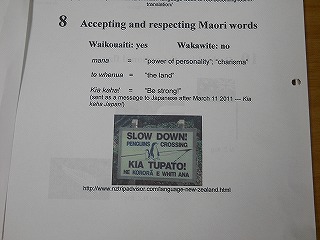 translation/
8 Accepting and respecting Maori words
Waikouaiti: yes Wakawite: no
mana = "power of personality"; "charisma"
te whenua = "the land"
Kia kaha! = "Be strong!"
(sent as a message to Japanese after March 11 2011 — Kia
kaha Japan!)
SLOW DOWN!
PENGUINS CROSSING
KIA TUPATO!
HE KORORĀ E WHITI ANA
http://www.nztripadvisor.com/language-new-zealand.html